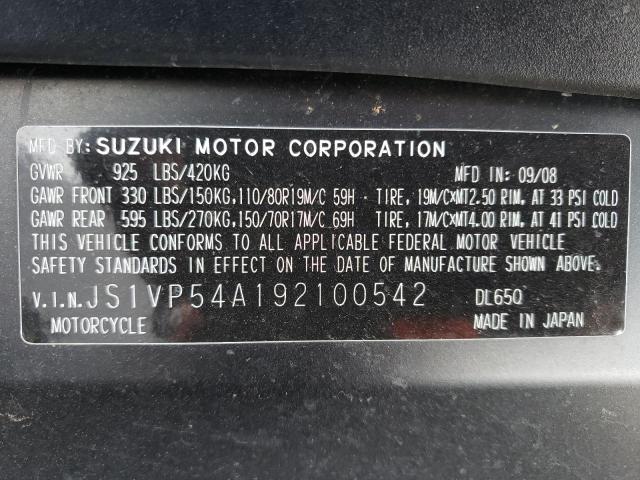 MFD BY: SUZUKI MOTOR CORPORATION
GVWR 925 LBS/420KG MFD IN 09/08
GAWR FRONT 330 LBS/150KG,110/80R19M/C 59H - TIRE, 19M/C×MT2.50 RIM, AT 33 PSI COLD
GAWR REAR 595 LBS/270KG,150/70R17M/C 69H - TIRE, 17M/C×MT4.00 RIM, AT 41 PSI COLD
THIS VEHICLE CONFORMS TO ALL APPLICABLE FEDERAL MOTOR VEHICLE
SAFETY STANDARDS IN EFFECT ON THE DATE OF MANUFACTURE SHOWN ABOVE.
V.I.N. JS1VP54A192100542 DL650
MOTORCYCLE MADE IN JAPAN